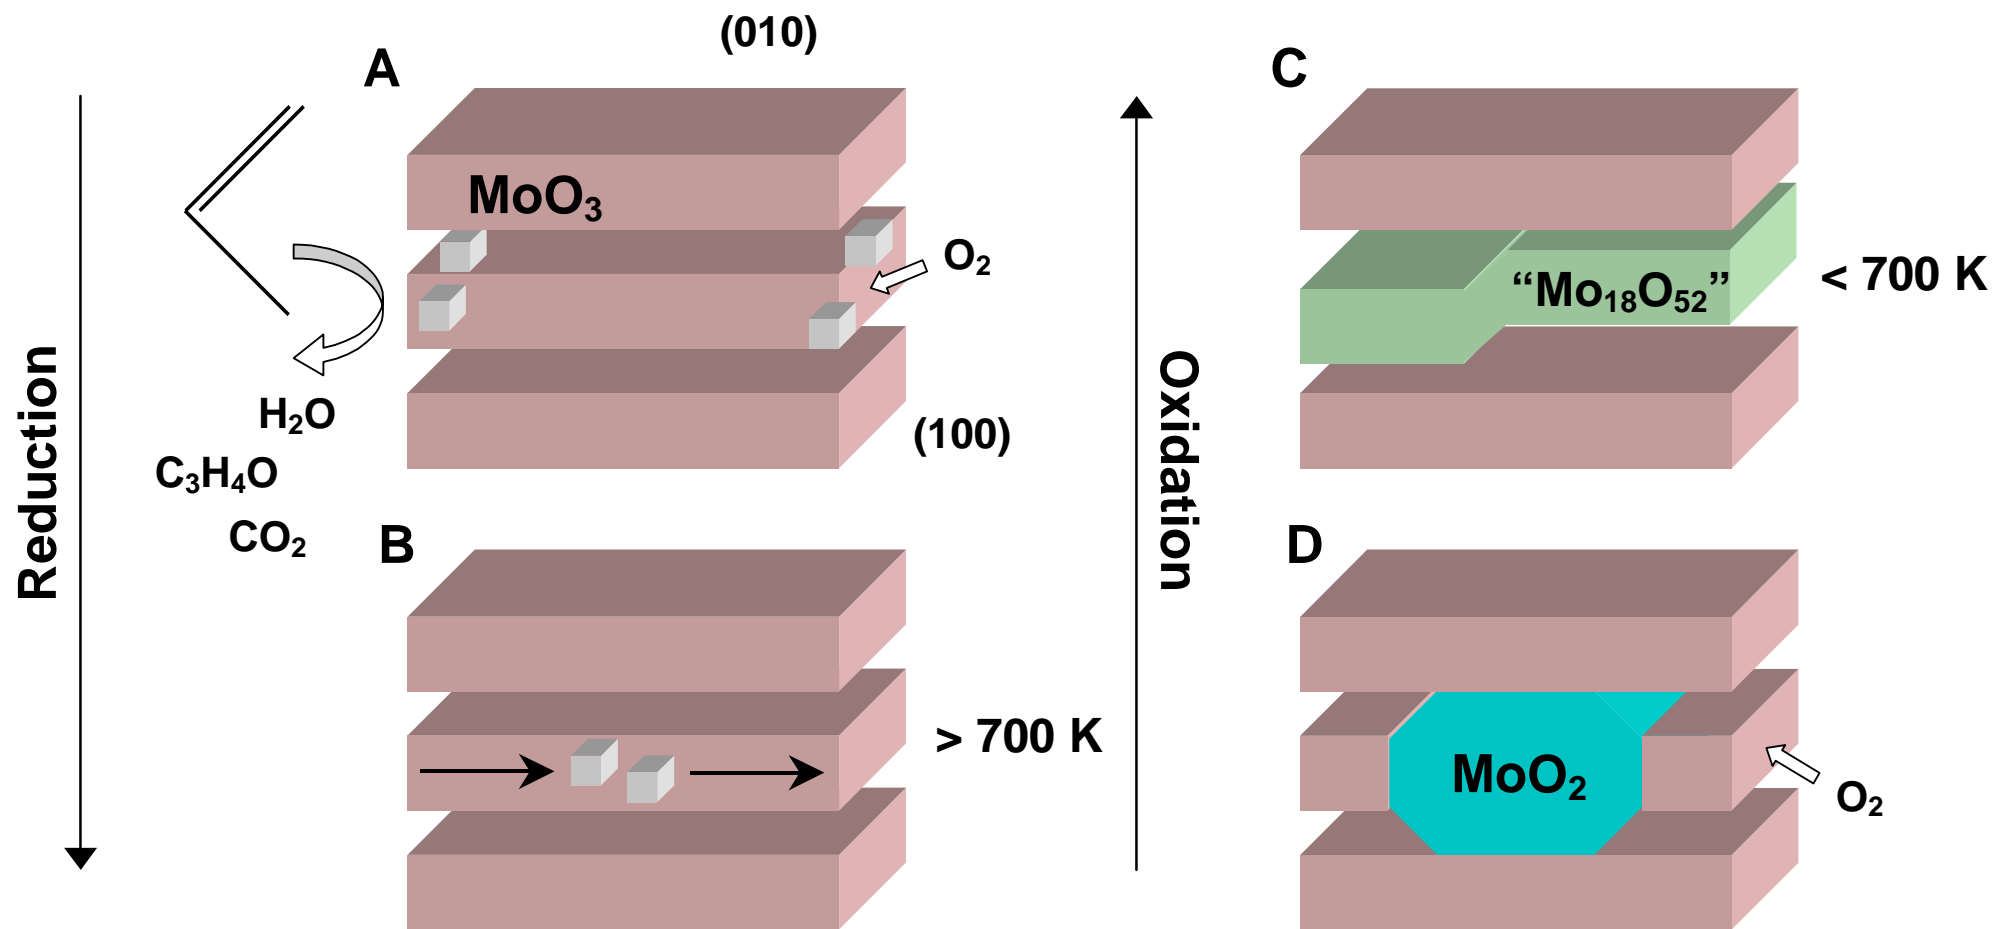 (010)
A
C
MoO₃
O₂
"Mo₁₈O₅₂"
< 700 K
Reduction
Oxidation
H₂O
(100)
C₃H₄O
CO₂
B
D
> 700 K
MoO₂
O₂